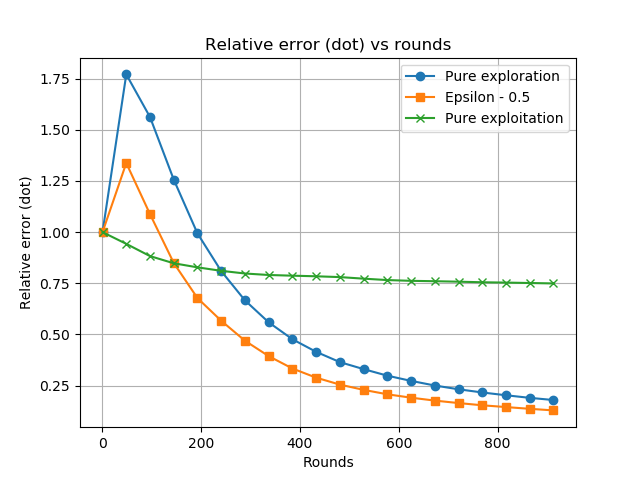 Relative error (dot) vs rounds
Pure exploration
Epsilon - 0.5
Pure exploitation
Relative error (dot)
1.75
1.50
1.25
1.00
0.75
0.50
0.25
0 200 400 600 800
Rounds